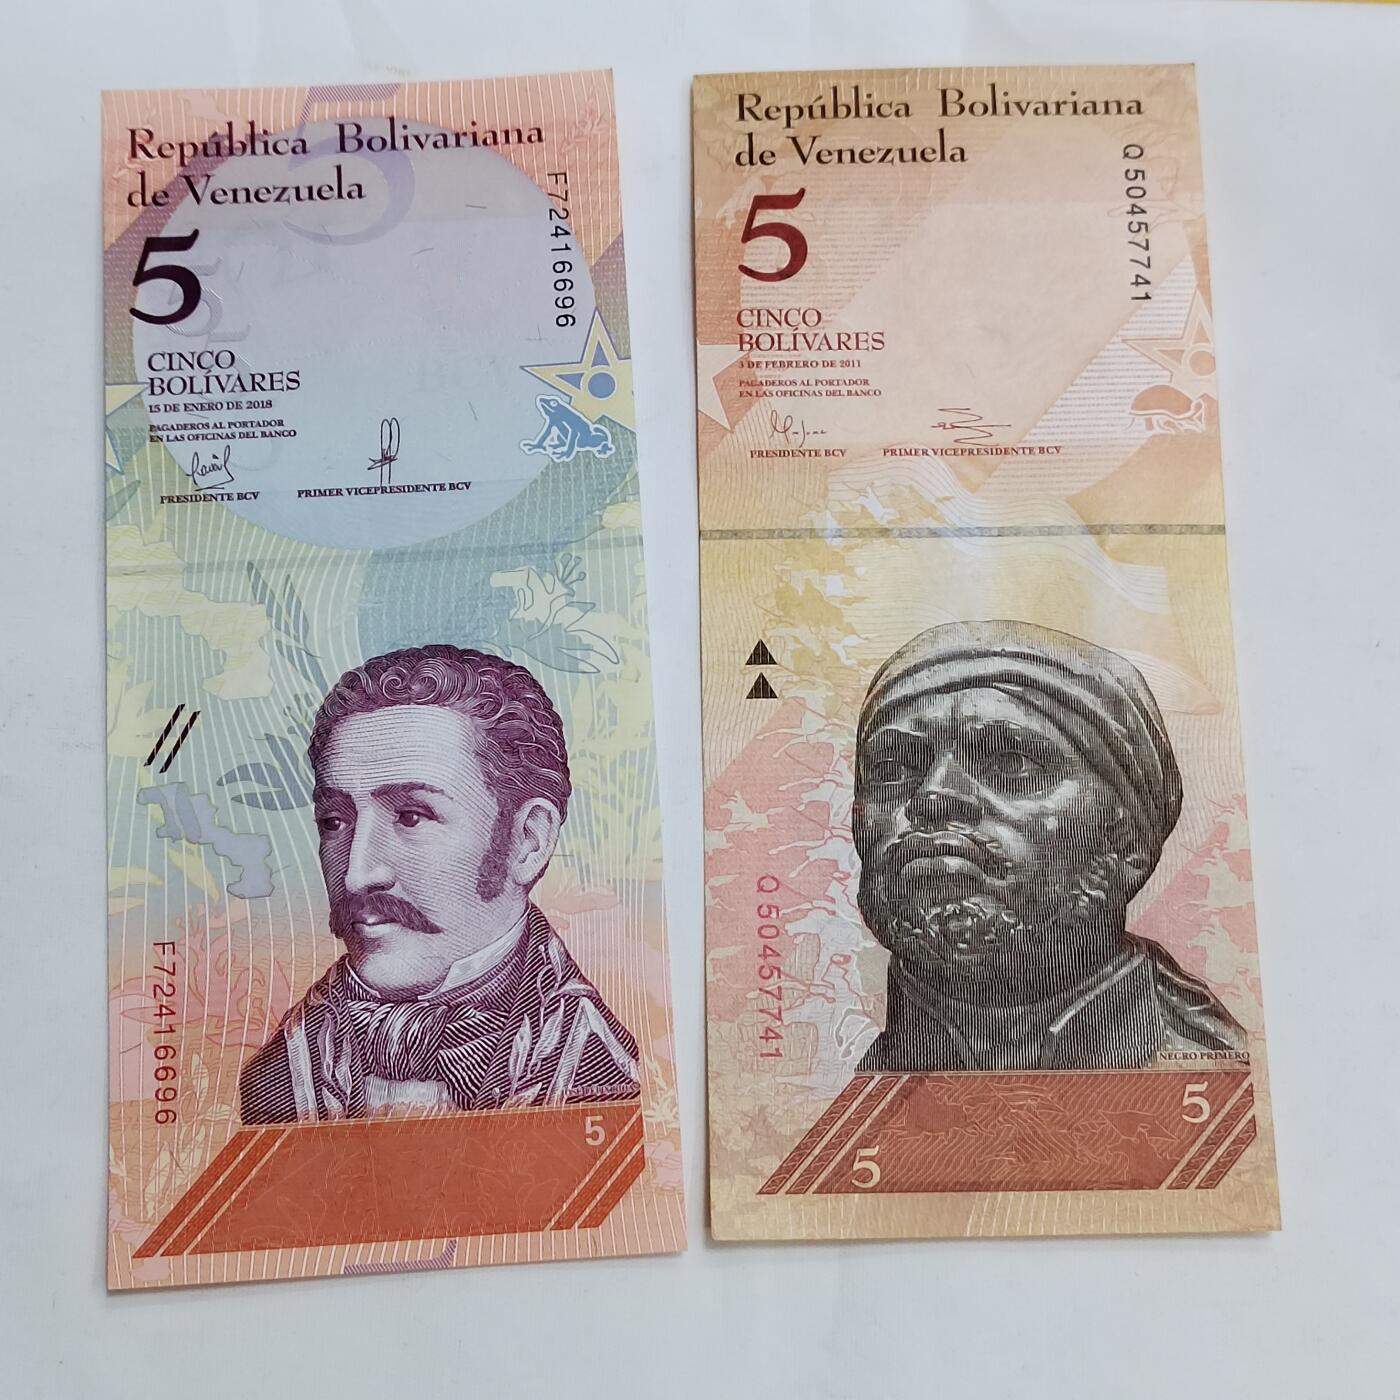 República Bolivariana
de Venezuela
5
F72416696
CINCO
BOLÍVARES
15 DE ENERO DE 2018
PAGADEROS AL PORTADOR
EN LAS OFICINAS DEL BANCO
PRESIDENTE BCV
PRIMER VICEPRESIDENTE BCV
F72416696
5
República Bolivariana
de Venezuela
5
Q50457741
CINCO
BOLÍVARES
3 DE FEBRERO DE 2011
PAGADEROS AL PORTADOR
EN LAS OFICINAS DEL BANCO
PRESIDENTE BCV
PRIMER VICEPRESIDENTE BCV
Q50457741
NEGRO PRIMERO
5
5